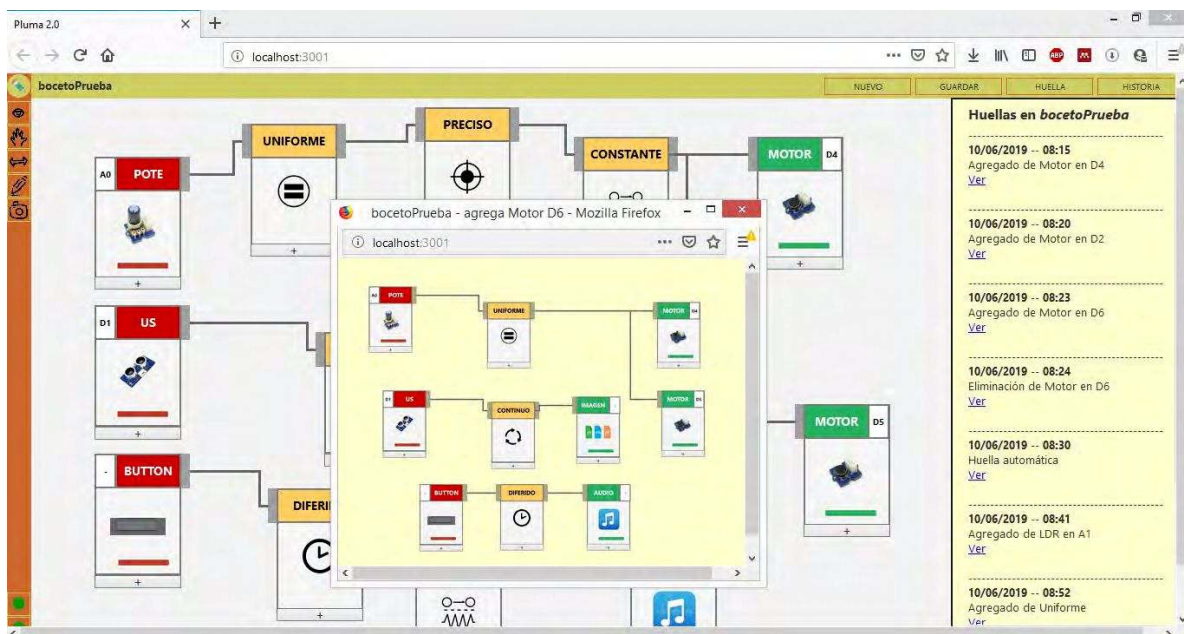 Pluma 2.0
localhost:3001
bocetoPrueba
NUEVO
GUARDAR
HUELLA
HISTORIA
A0 POTE
UNIFORME
PRECISO
CONSTANTE
MOTOR D4
+
+
+
D1 US
+
- BUTTON
+
DIFERI
+
MOTOR D5
+
bocetoPrueba - agrega Motor D6 - Mozilla Firefox
localhost:3001
A0 POTE
UNIFORME
MOTOR D4
D1 US
CONTINUO
IMAGEN -
MOTOR D5
- BUTTON
DIFERIDO
AUDIO -
Huellas en bocetoPrueba
10/06/2019 -- 08:15
Agregado de Motor en D4
Ver
10/06/2019 -- 08:20
Agregado de Motor en D2
Ver
10/06/2019 -- 08:23
Agregado de Motor en D6
Ver
10/06/2019 -- 08:24
Eliminación de Motor en D6
Ver
10/06/2019 -- 08:30
Huella automática
Ver
10/06/2019 -- 08:41
Agregado de LDR en A1
Ver
10/06/2019 -- 08:52
Agregado de Uniforme
Ver